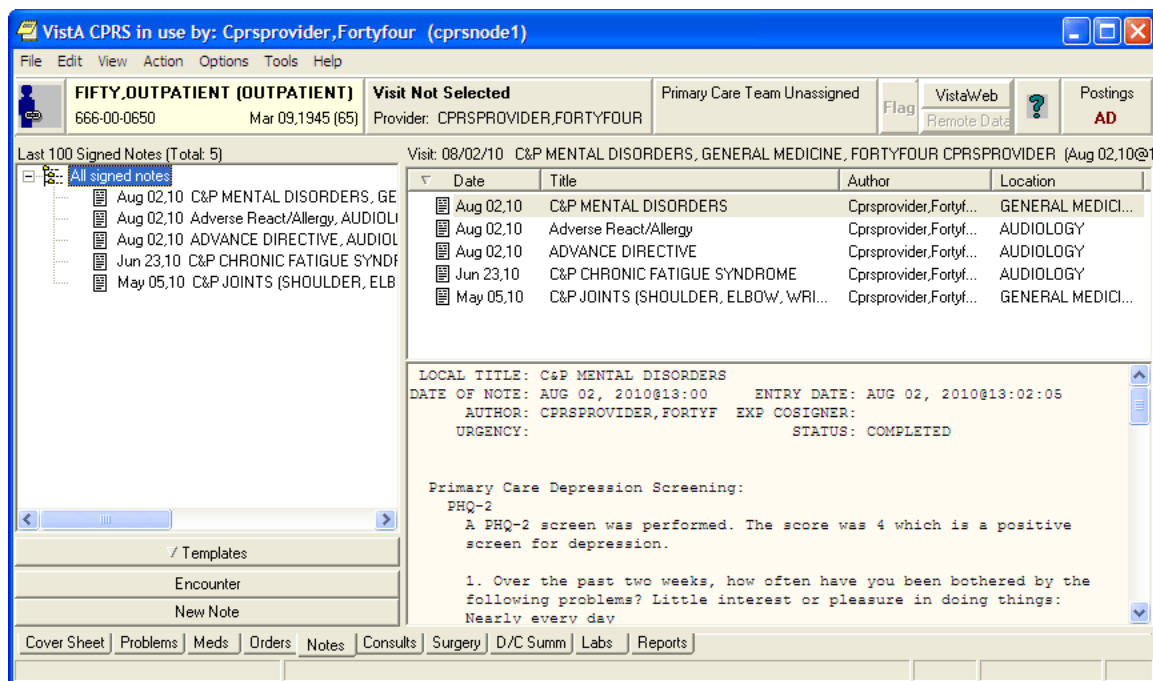 VistA CPRS in use by: Cprsprovider,Fortyfour (cprsnode1)
File Edit View Action Options Tools Help
FIFTY,OUTPATIENT (OUTPATIENT)
666-00-0650 Mar 09,1945 (65)
Visit Not Selected
Provider: CPRSPROVIDER,FORTYFOUR
Primary Care Team Unassigned
Flag
VistaWeb
Remote Data
?
Postings
AD
Last 100 Signed Notes (Total: 5)
All signed notes
Aug 02,10 C&P MENTAL DISORDERS, GE
Aug 02,10 Adverse React/Allergy, AUDIOL
Aug 02,10 ADVANCE DIRECTIVE, AUDIOL
Jun 23,10 C&P CHRONIC FATIGUE SYNDR
May 05,10 C&P JOINTS (SHOULDER, ELB
/ Templates
Encounter
New Note
Visit: 08/02/10 C&P MENTAL DISORDERS, GENERAL MEDICINE, FORTYFOUR CPRSPROVIDER (Aug 02,10@1
Date Title Author Location
Aug 02,10 C&P MENTAL DISORDERS Cprsprovider,Fortyf... GENERAL MEDICI...
Aug 02,10 Adverse React/Allergy Cprsprovider,Fortyf... AUDIOLOGY
Aug 02,10 ADVANCE DIRECTIVE Cprsprovider,Fortyf... AUDIOLOGY
Jun 23,10 C&P CHRONIC FATIGUE SYNDROME Cprsprovider,Fortyf... AUDIOLOGY
May 05,10 C&P JOINTS (SHOULDER, ELBOW, WRI... Cprsprovider,Fortyf... GENERAL MEDICI...
LOCAL TITLE: C&P MENTAL DISORDERS
DATE OF NOTE: AUG 02, 2010@13:00 ENTRY DATE: AUG 02, 2010@13:02:05
AUTHOR: CPRSPROVIDER,FORTYF EXP COSIGNER:
URGENCY: STATUS: COMPLETED
Primary Care Depression Screening:
PHQ-2
A PHQ-2 screen was performed. The score was 4 which is a positive
screen for depression.
1. Over the past two weeks, how often have you been bothered by the
following problems? Little interest or pleasure in doing things:
Nearly every day
Cover Sheet Problems Meds Orders Notes Consults Surgery D/C Summ Labs Reports